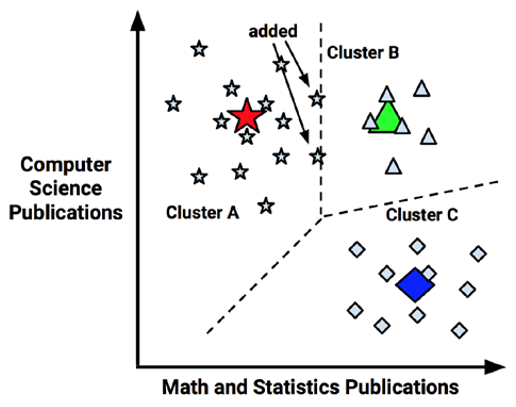 added
Cluster B
Computer
Science
Publications
Cluster A
Cluster C
Math and Statistics Publications